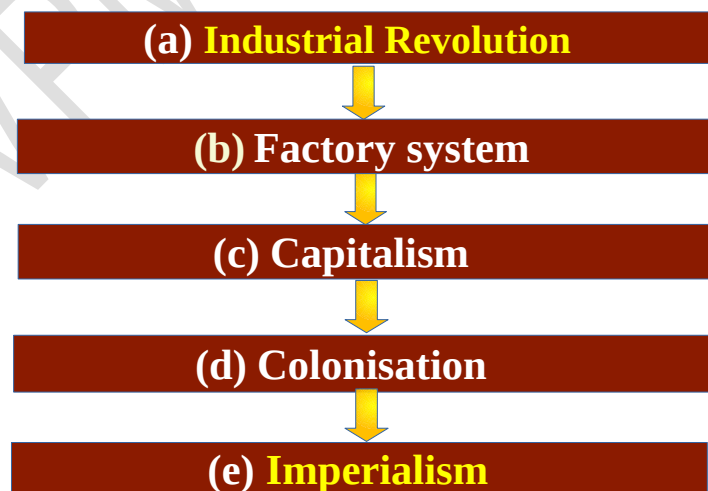 (a) Industrial Revolution
(b) Factory system
(c) Capitalism
(d) Colonisation
(e) Imperialism